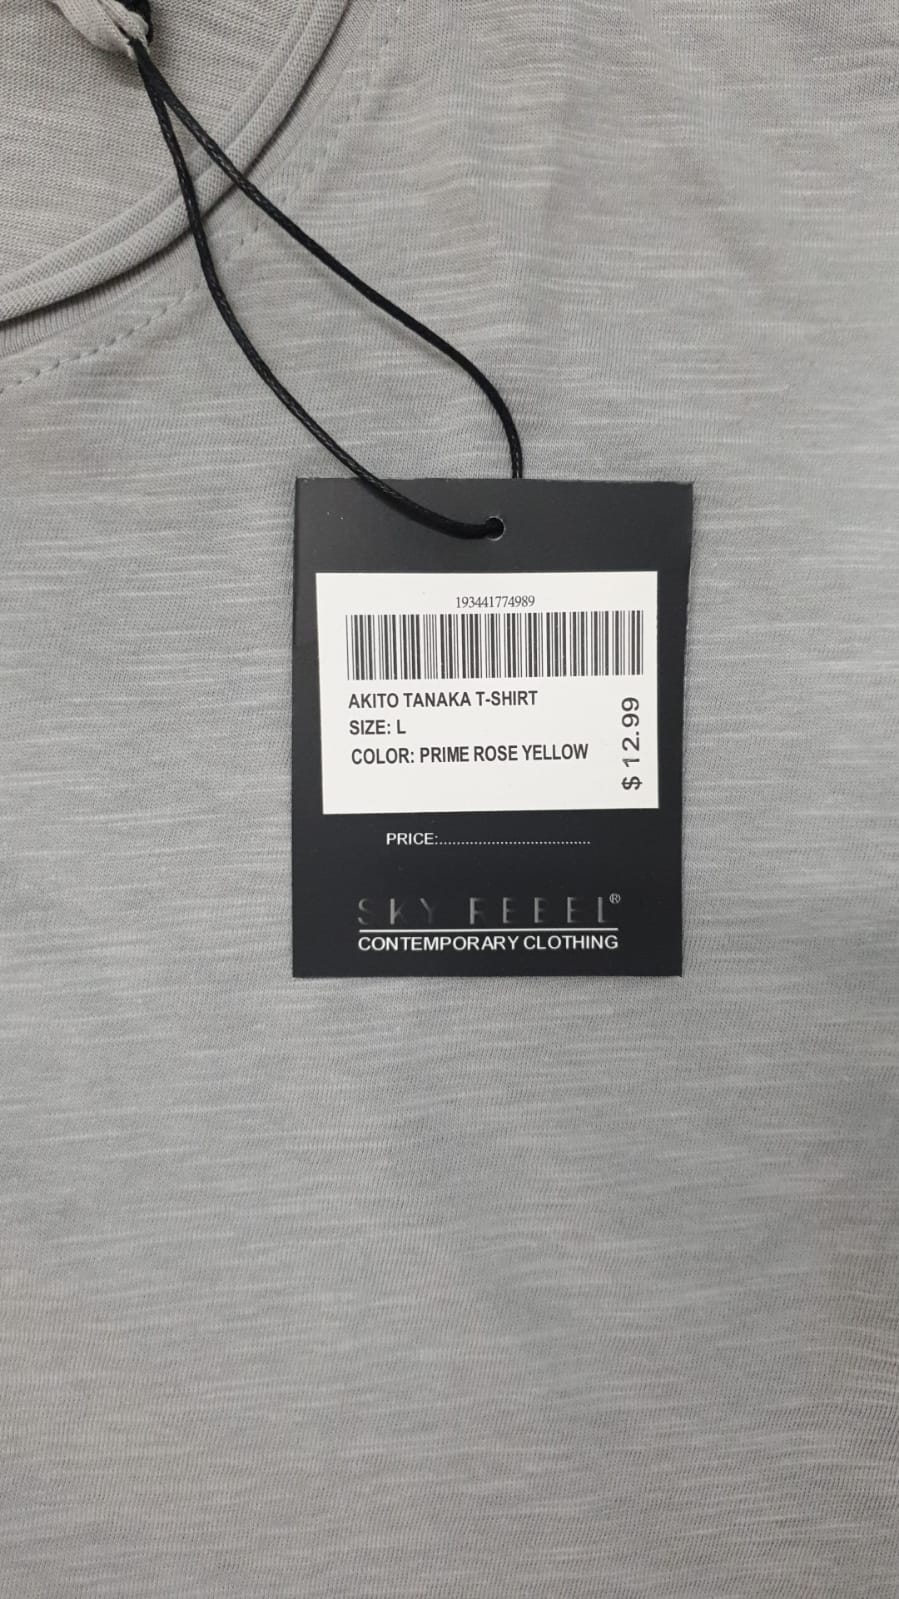 193441774989
AKITO TANAKA T-SHIRT
SIZE: L
COLOR: PRIME ROSE YELLOW
$ 12.99
PRICE:...................................
SKY REBEL®
CONTEMPORARY CLOTHING